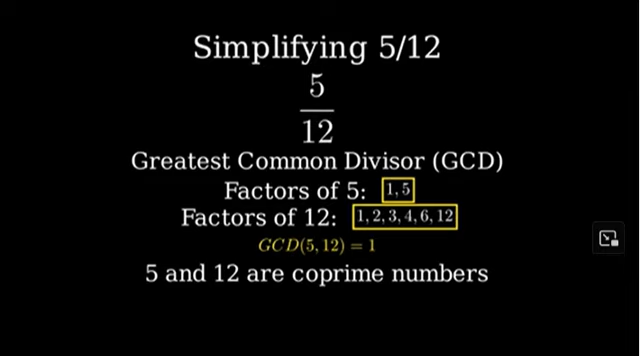 Simplifying 5/12
5
12
Greatest Common Divisor (GCD)
Factors of 5: 1, 5
Factors of 12: 1, 2, 3, 4, 6, 12
GCD(5, 12) = 1
5 and 12 are coprime numbers